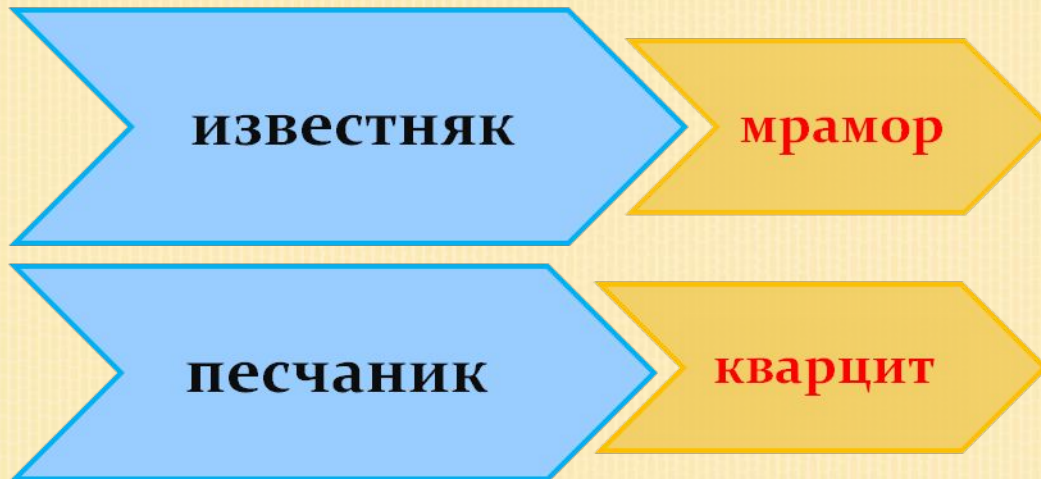 известняк
мрамор
песчаник
кварцит